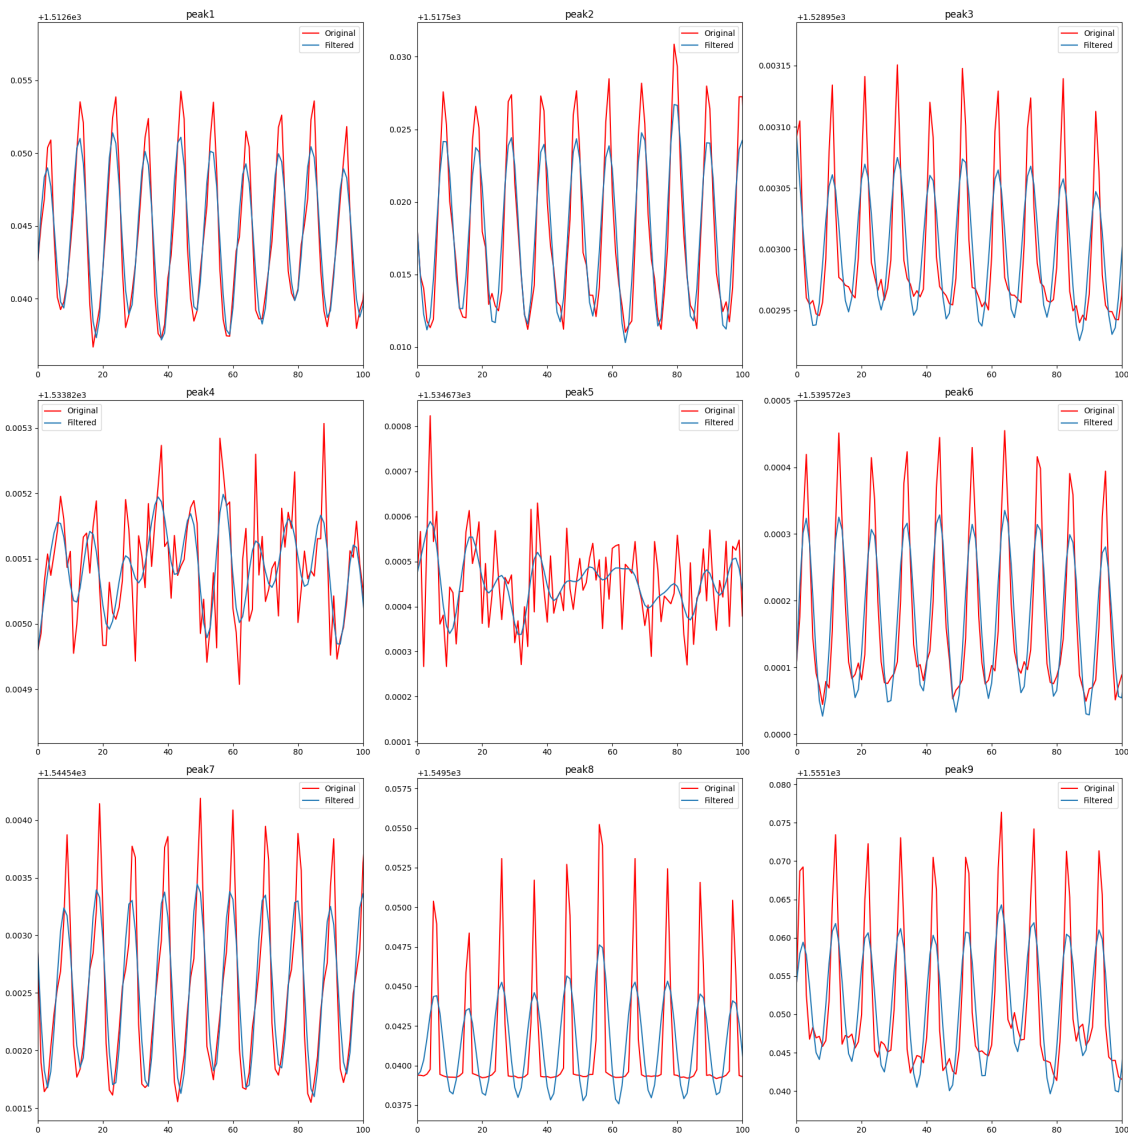 peak1
+1.5126e3
Original
Filtered
0.055
0.050
0.045
0.040
0 20 40 60 80 100
peak2
+1.5175e3
Original
Filtered
0.030
0.025
0.020
0.015
0.010
0 20 40 60 80 100
peak3
+1.52895e3
Original
Filtered
0.00315
0.00310
0.00305
0.00300
0.00295
0 20 40 60 80 100
peak4
+1.53382e3
Original
Filtered
0.0053
0.0052
0.0051
0.0050
0.0049
0 20 40 60 80 100
peak5
+1.534673e3
Original
Filtered
0.0008
0.0007
0.0006
0.0005
0.0004
0.0003
0.0002
0.0001
0 20 40 60 80 100
peak6
+1.539572e3
Original
Filtered
0.0005
0.0004
0.0003
0.0002
0.0001
0.0000
0 20 40 60 80 100
peak7
+1.54454e3
Original
Filtered
0.0040
0.0035
0.0030
0.0025
0.0020
0.0015
0 20 40 60 80 100
peak8
+1.5495e3
Original
Filtered
0.0575
0.0550
0.0525
0.0500
0.0475
0.0450
0.0425
0.0400
0.0375
0 20 40 60 80 100
peak9
+1.5551e3
Original
Filtered
0.080
0.075
0.070
0.065
0.060
0.055
0.050
0.045
0.040
0 20 40 60 80 100